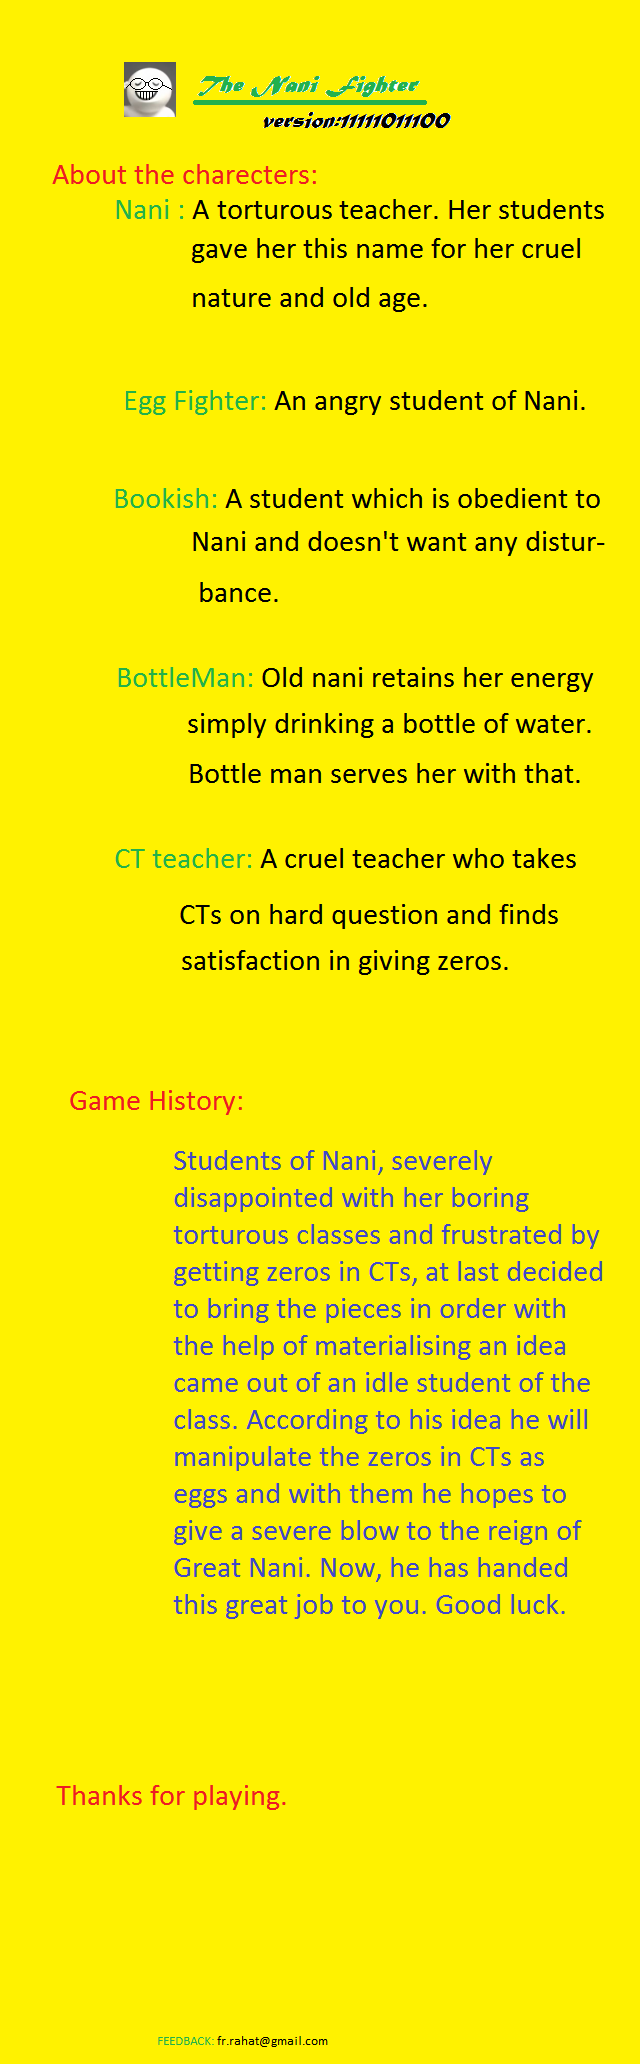 The Nani Fighter
version:11111011100
About the charecters:
Nani : A torturous teacher. Her students
gave her this name for her cruel
nature and old age.
Egg Fighter: An angry student of Nani.
Bookish: A student which is obedient to
Nani and doesn't want any distur-
bance.
BottleMan: Old nani retains her energy
simply drinking a bottle of water.
Bottle man serves her with that.
CT teacher: A cruel teacher who takes
CTs on hard question and finds
satisfaction in giving zeros.
Game History:
Students of Nani, severely
disappointed with her boring
torturous classes and frustrated by
getting zeros in CTs, at last decided
to bring the pieces in order with
the help of materialising an idea
came out of an idle student of the
class. According to his idea he will
manipulate the zeros in CTs as
eggs and with them he hopes to
give a severe blow to the reign of
Great Nani. Now, he has handed
this great job to you. Good luck.
Thanks for playing.
FEEDBACK: fr.rahat@gmail.com